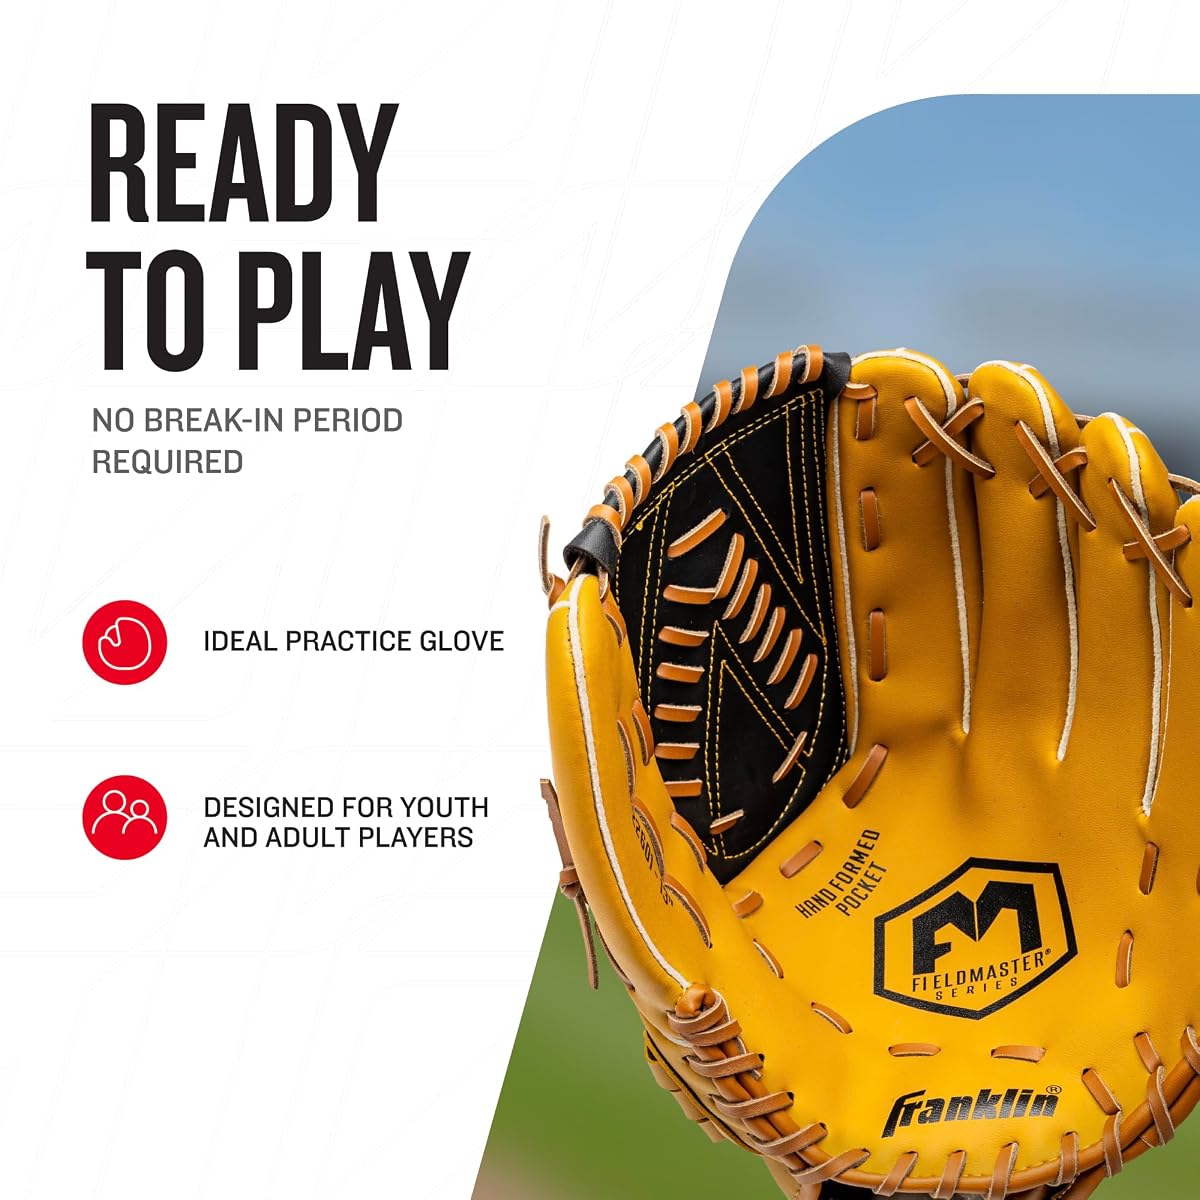 READY
TO PLAY
NO BREAK-IN PERIOD
REQUIRED
IDEAL PRACTICE GLOVE
DESIGNED FOR YOUTH
AND ADULT PLAYERS
HAND FORMED
POCKET
FM
FIELDMASTER®
SERIES
Franklin®